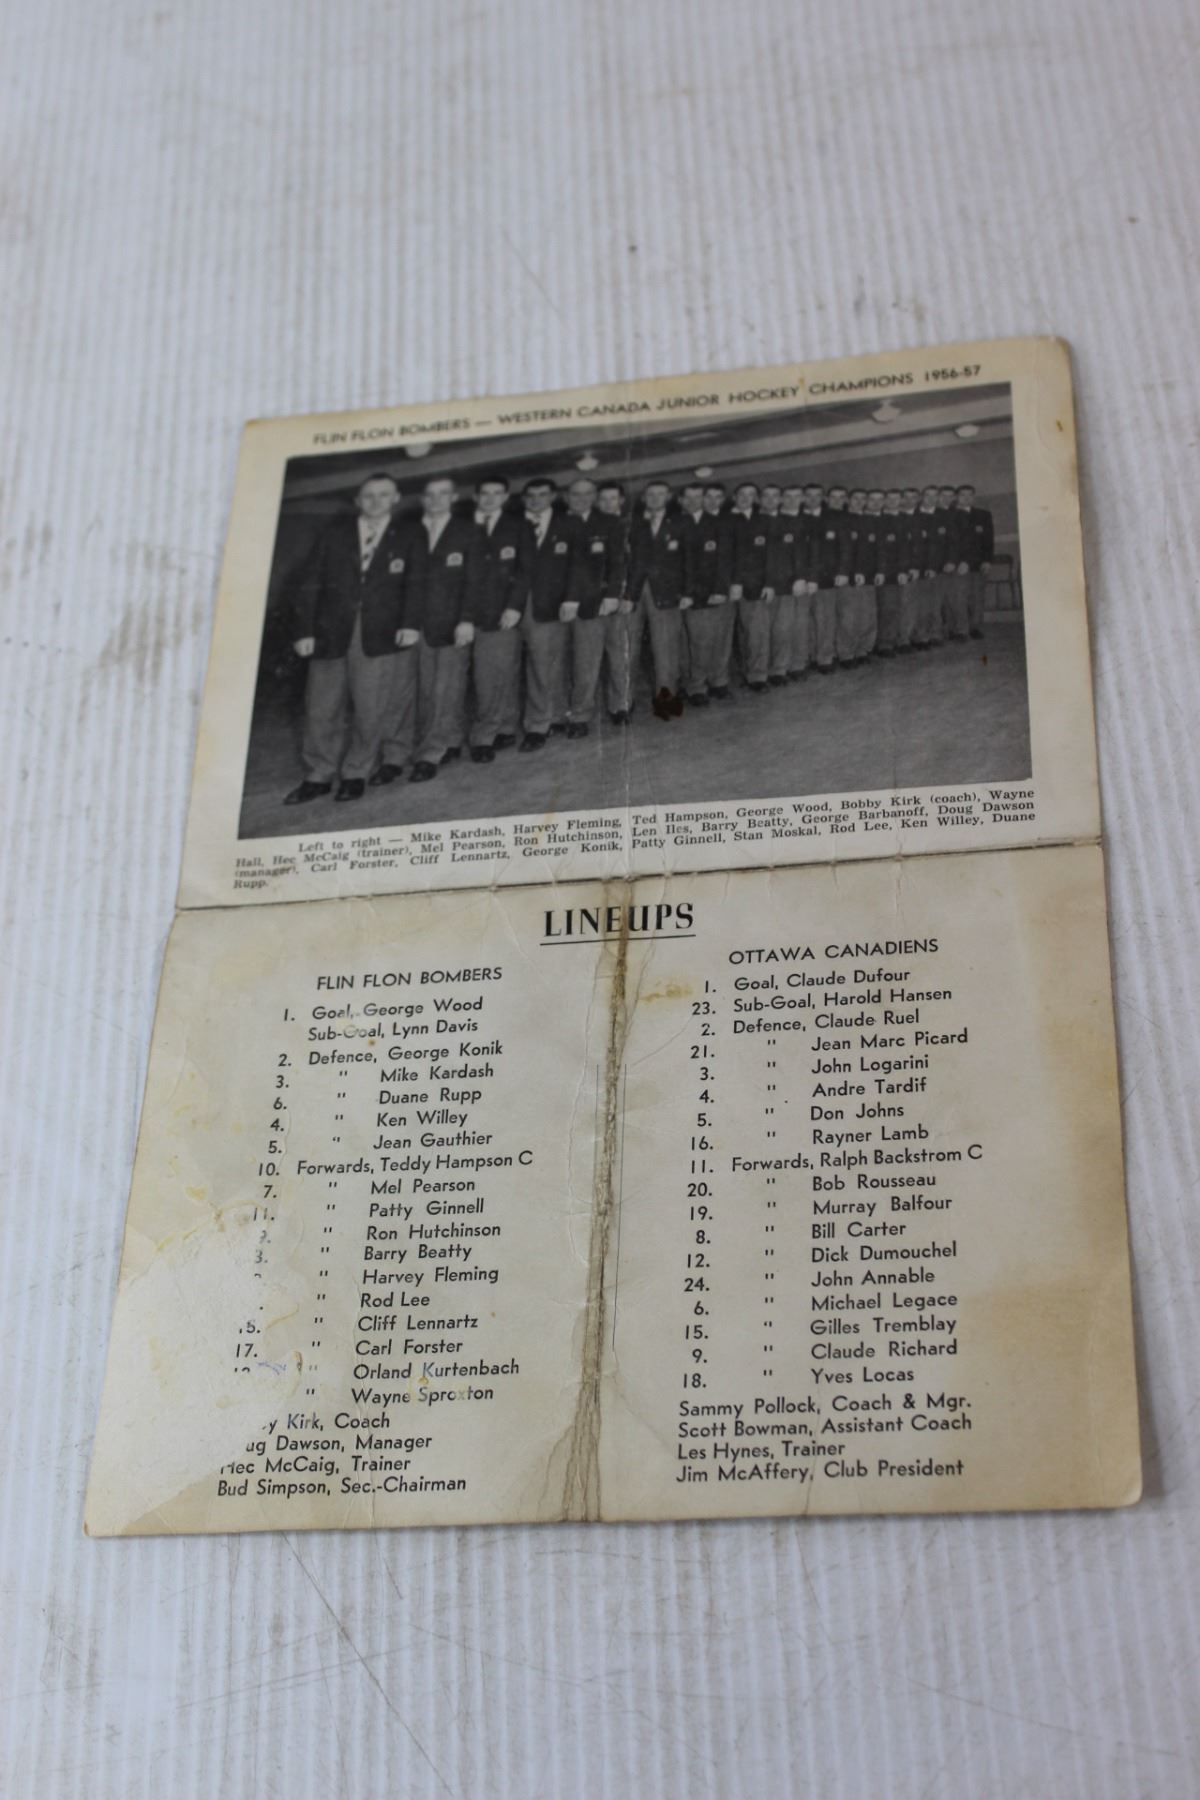 FLIN FLON BOMBERS — WESTERN CANADA JUNIOR HOCKEY CHAMPIONS 1956-57
Left to right — Mike Kardash, Harvey Fleming, Ted Hampson, George Wood, Bobby Kirk (coach), Wayne
Hall, Hec McCaig (trainer), Mel Pearson, Ron Hutchinson, Len Iles, Barry Beatty, George Barbanoff, Doug Dawson
(manager), Carl Forster, Cliff Lennartz, George Konik, Patty Ginnell, Stan Moskal, Rod Lee, Ken Willey, Duane
Rupp.
LINEUPS
FLIN FLON BOMBERS
1. Goal, George Wood
Sub-Goal, Lynn Davis
2. Defence, George Konik
3. " Mike Kardash
6. " Duane Rupp
4. " Ken Willey
5. " Jean Gauthier
10. Forwards, Teddy Hampson C
7. " Mel Pearson
11. " Patty Ginnell
9. " Ron Hutchinson
3. " Barry Beatty
" Harvey Fleming
" Rod Lee
15. " Cliff Lennartz
17. " Carl Forster
" Orland Kurtenbach
" Wayne Sproxton
y Kirk, Coach
ug Dawson, Manager
Hec McCaig, Trainer
Bud Simpson, Sec.-Chairman
OTTAWA CANADIENS
1. Goal, Claude Dufour
23. Sub-Goal, Harold Hansen
2. Defence, Claude Ruel
21. " Jean Marc Picard
3. " John Logarini
4. " Andre Tardif
5. " Don Johns
16. " Rayner Lamb
11. Forwards, Ralph Backstrom C
20. " Bob Rousseau
19. " Murray Balfour
8. " Bill Carter
12. " Dick Dumouchel
24. " John Annable
6. " Michael Legace
15. " Gilles Tremblay
9. " Claude Richard
18. " Yves Locas
Sammy Pollock, Coach & Mgr.
Scott Bowman, Assistant Coach
Les Hynes, Trainer
Jim McAffery, Club President